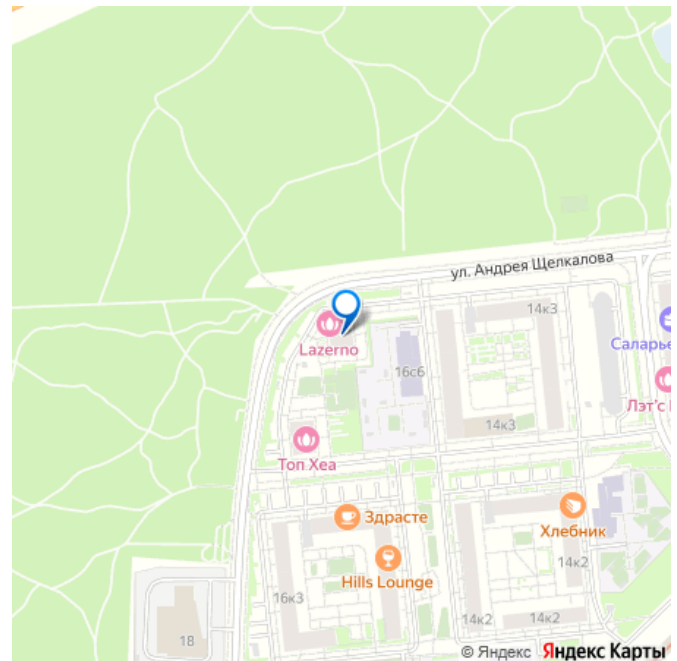 ул. Андрея Щелкалова
14к3
Lazerno
Саларье
16с6
Лэт'с
14к3
Топ Хеа
Здрасте
Хлебник
Hills Lounge
14к2
16к3
14к2
14к2
18
© Яндекс Яндекс Карты